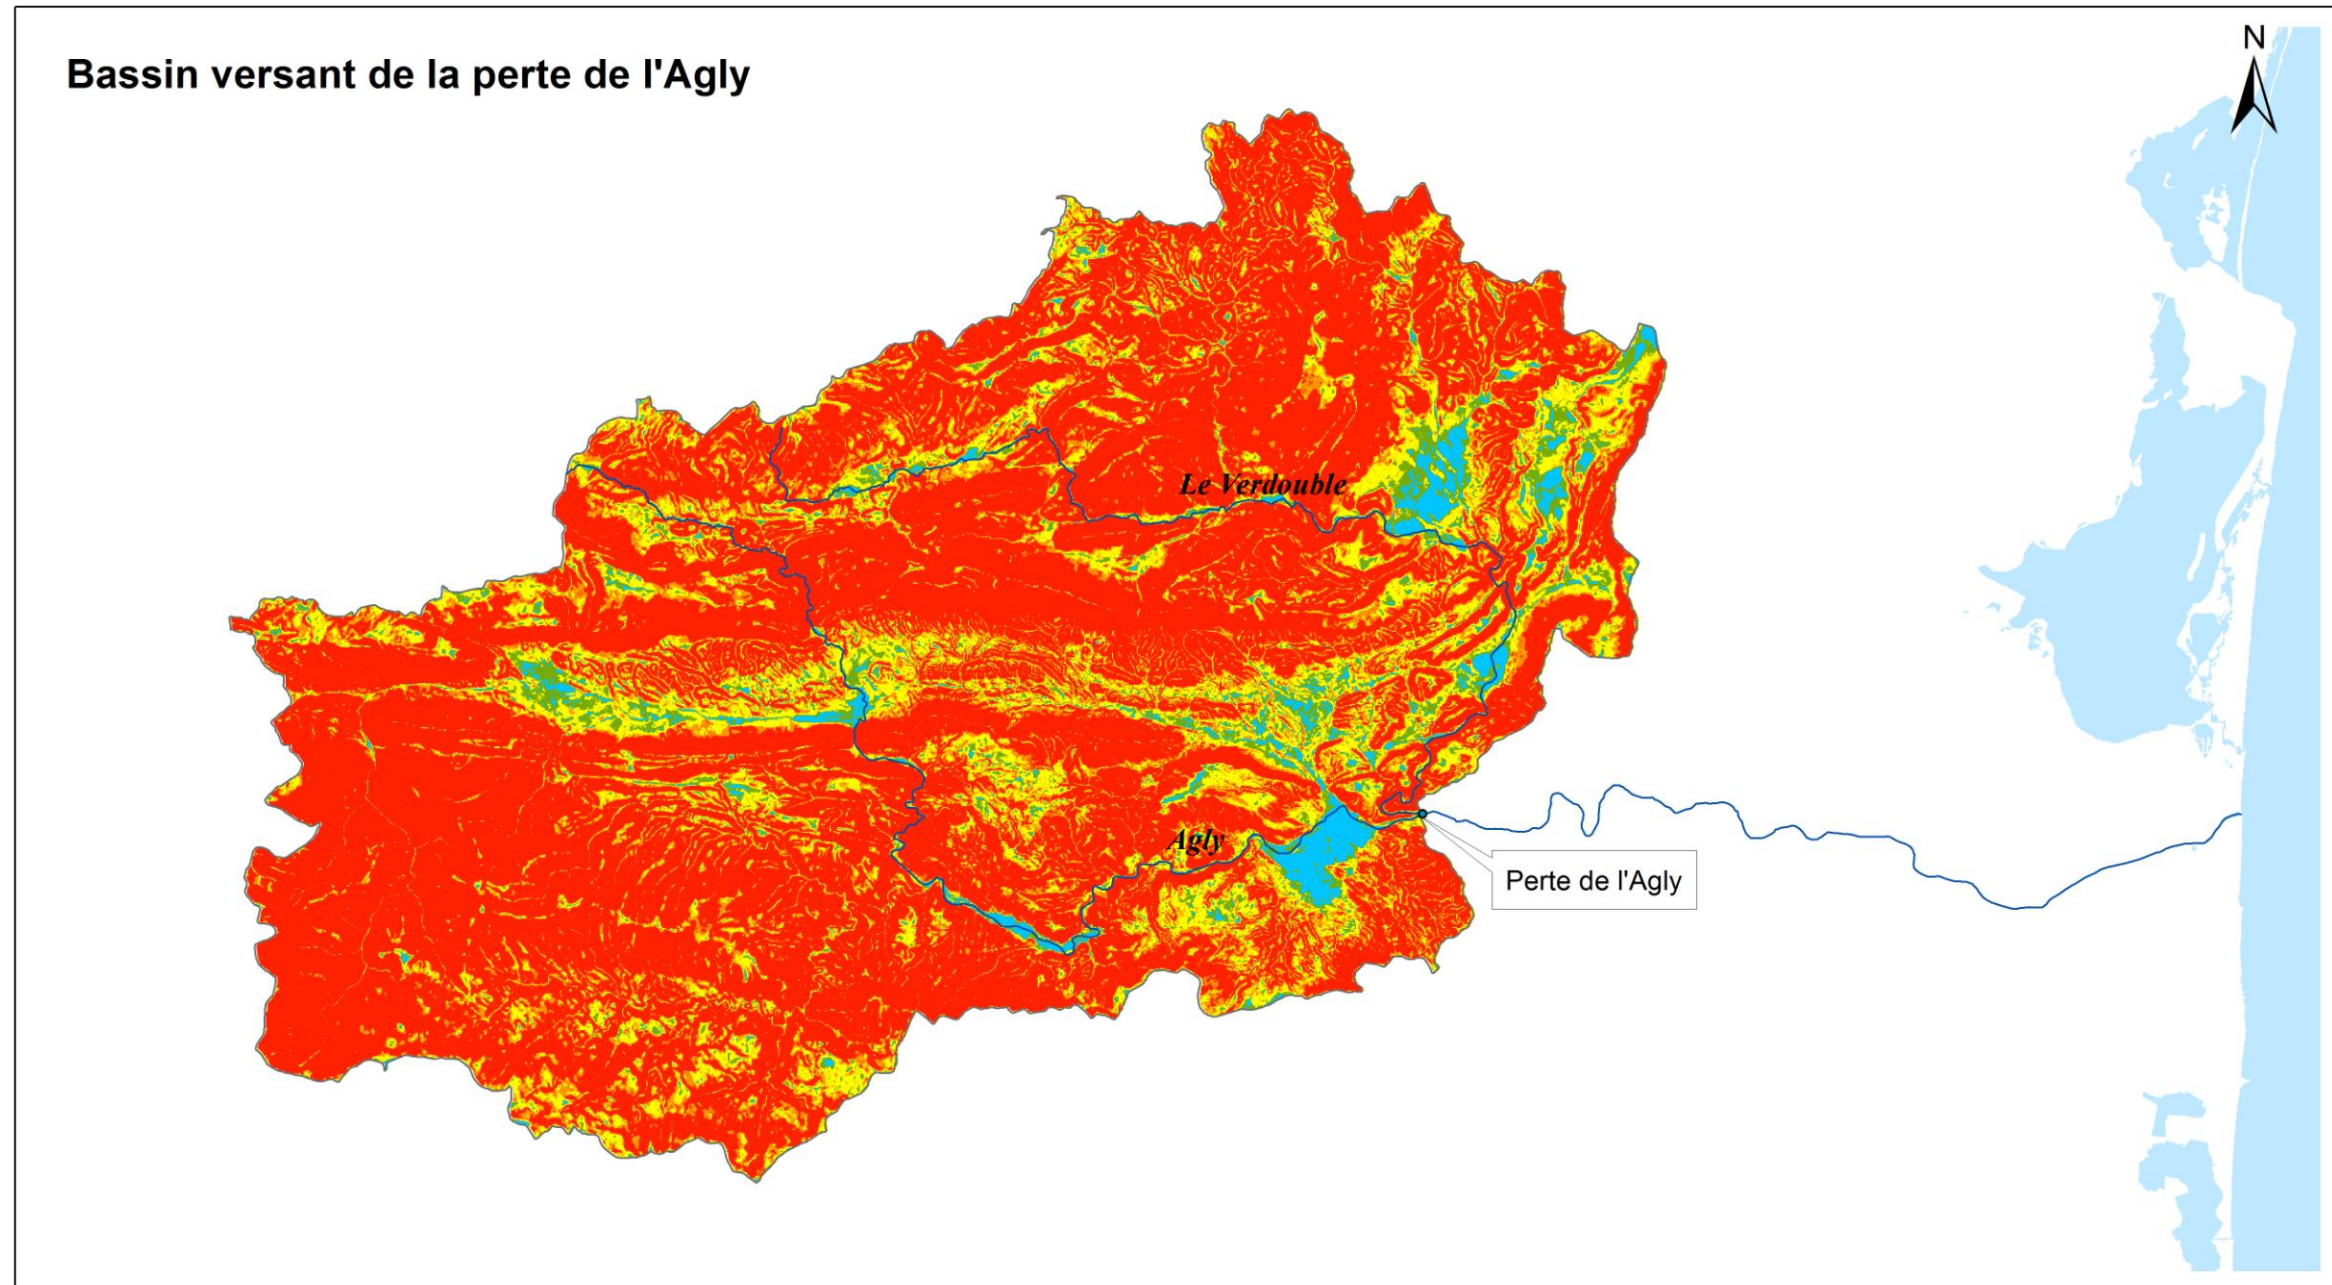 Bassin versant de la perte de l'Agly
N
Le Verdouble
Agly
Perte de l'Agly